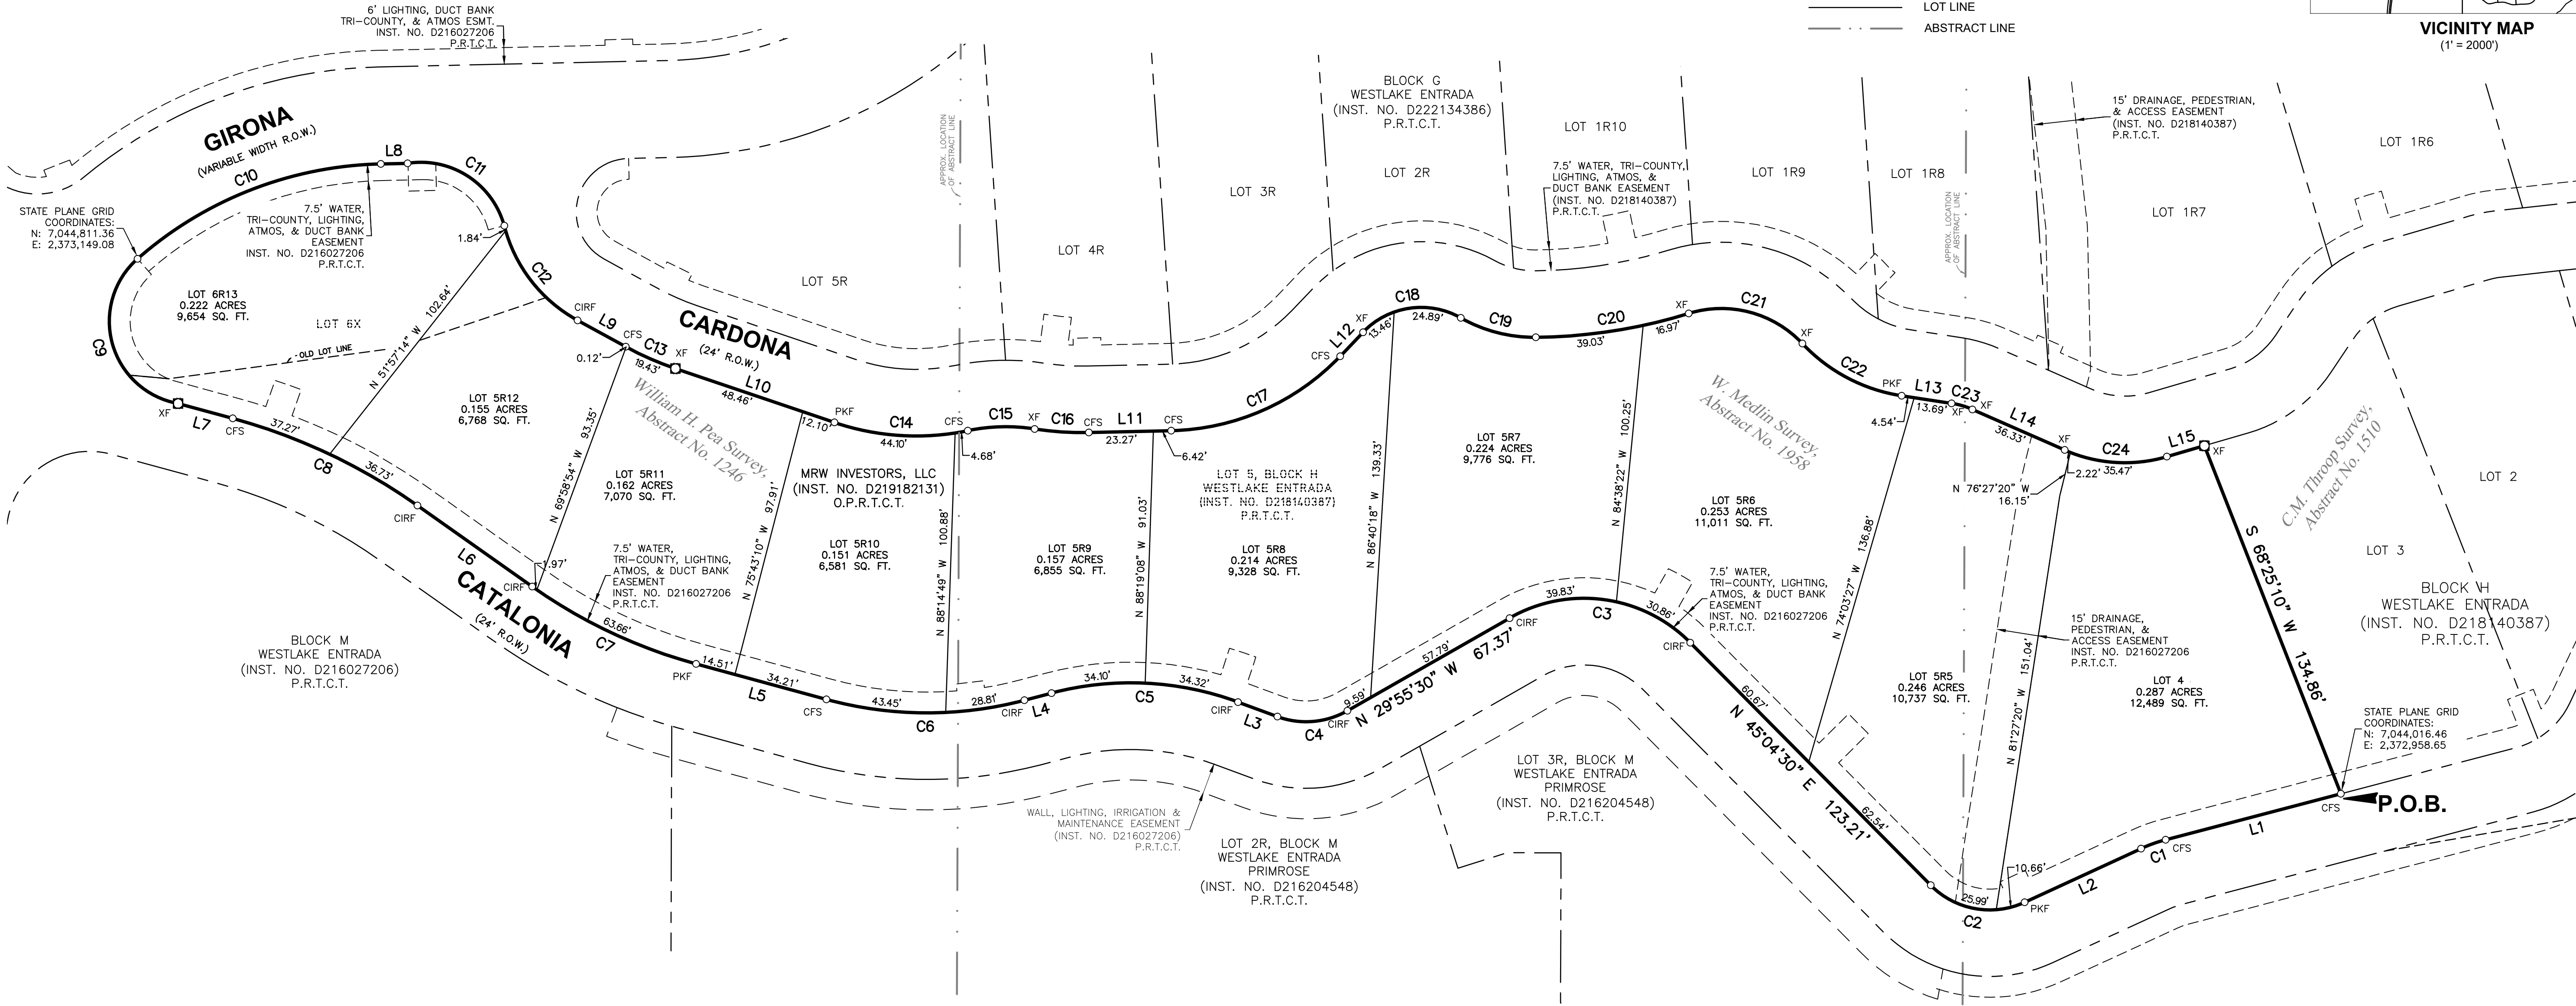 6' LIGHTING, DUCT BANK
TRI-COUNTY, & ATMOS ESMT.
INST. NO. D216027206
P.R.T.C.T.
LOT LINE
ABSTRACT LINE
VICINITY MAP
(1' = 2000')
GIRONA
(VARIABLE WIDTH R.O.W.)
C10
L8
C11
STATE PLANE GRID
COORDINATES:
N: 7,044,811.36
E: 2,373,149.08
7.5' WATER,
TRI-COUNTY, LIGHTING,
ATMOS, & DUCT BANK
EASEMENT
INST. NO. D216027206
P.R.T.C.T.
1.84'
C12
LOT 6R13
0.222 ACRES
9,654 SQ. FT.
LOT 6X
OLD LOT LINE
N 51°57'14" W 102.64'
C9
XF
L7
CFS
37.27'
C8
36.73'
CIRF
L6
CIRF
1.97'
CATALONIA
(24' R.O.W.)
LOT 5R12
0.155 ACRES
6,768 SQ. FT.
CIRF
L9
CFS
0.12'
C13
19.43'
XF
CARDONA
(24' R.O.W.)
L10
48.46'
12.10'
PKF
William H. Pea Survey,
Abstract No. 1246
N 69°58'54" W 93.35'
LOT 5R11
0.162 ACRES
7,070 SQ. FT.
7.5' WATER,
TRI-COUNTY, LIGHTING,
ATMOS, & DUCT BANK
EASEMENT
INST. NO. D216027206
P.R.T.C.T.
63.66'
C7
PKF
14.51'
L5
34.21'
CFS
N 75°43'10" W 97.91'
MRW INVESTORS, LLC
(INST. NO. D219182131)
O.P.R.T.C.T.
LOT 5R10
0.151 ACRES
6,581 SQ. FT.
C14
44.10'
CFS
4.68'
C15
XF
C16
CFS
L11
23.27'
CFS
6.42'
C17
N 88°14'49" W 100.88'
43.45'
C6
28.81'
CIRF
L4
LOT 5R9
0.157 ACRES
6,855 SQ. FT.
N 88°19'08" W 91.03'
34.10'
C5
34.32'
CIRF
L3
C4
CIRF
LOT 5, BLOCK H
WESTLAKE ENTRADA
(INST. NO. D218140387)
P.R.T.C.T.
LOT 5R8
0.214 ACRES
9,328 SQ. FT.
APPROX. LOCATION
OF ABSTRACT LINE
LOT 5R
LOT 4R
LOT 3R
BLOCK G
WESTLAKE ENTRADA
(INST. NO. D222134386)
P.R.T.C.T.
LOT 2R
LOT 1R10
7.5' WATER, TRI-COUNTY,
LIGHTING, ATMOS, &
DUCT BANK EASEMENT
(INST. NO. D218140387)
P.R.T.C.T.
LOT 1R9
LOT 1R8
APPROX. LOCATION
OF ABSTRACT LINE
15' DRAINAGE, PEDESTRIAN,
& ACCESS EASEMENT
(INST. NO. D218140387)
P.R.T.C.T.
LOT 1R7
LOT 1R6
CFS
L12
XF
13.46'
C18
24.89'
C19
C20
39.03'
16.97'
XF
C21
XF
C22
PKF
4.54'
L13
13.69'
C23
XF
XF
L14
36.33'
XF
C24
35.47'
2.22'
L15
XF
N 86°40'18" W 139.33'
LOT 5R7
0.224 ACRES
9,776 SQ. FT.
N 84°38'22" W 100.25'
9.59'
57.79'
N 29°55'30" W 67.37'
CIRF
39.83'
C3
30.86'
CIRF
W. Medlin Survey,
Abstract No. 1958
LOT 5R6
0.253 ACRES
11,011 SQ. FT.
7.5' WATER,
TRI-COUNTY, LIGHTING,
ATMOS, & DUCT BANK
EASEMENT
INST. NO. D216027206
P.R.T.C.T.
N 74°03'27" W 136.88'
60.67'
N 45°04'30" E 123.21'
62.54'
LOT 5R5
0.246 ACRES
10,737 SQ. FT.
N 76°27'20" W
16.15'
N 81°27'20" W 151.04'
15' DRAINAGE,
PEDESTRIAN, &
ACCESS EASEMENT
INST. NO. D216027206
P.R.T.C.T.
LOT 4
0.287 ACRES
12,489 SQ. FT.
25.99'
C2
10.66'
PKF
L2
C1
CFS
L1
CFS
P.O.B.
S 68°25'10" W 134.86'
STATE PLANE GRID
COORDINATES:
N: 7,044,016.46
E: 2,372,958.65
C.M. Throop Survey,
Abstract No. 1510
LOT 2
LOT 3
BLOCK H
WESTLAKE ENTRADA
(INST. NO. D218140387)
P.R.T.C.T.
BLOCK M
WESTLAKE ENTRADA
(INST. NO. D216027206)
P.R.T.C.T.
WALL, LIGHTING, IRRIGATION &
MAINTENANCE EASEMENT
(INST. NO. D216027206)
P.R.T.C.T.
LOT 2R, BLOCK M
WESTLAKE ENTRADA
PRIMROSE
(INST. NO. D216204548)
P.R.T.C.T.
LOT 3R, BLOCK M
WESTLAKE ENTRADA
PRIMROSE
(INST. NO. D216204548)
P.R.T.C.T.